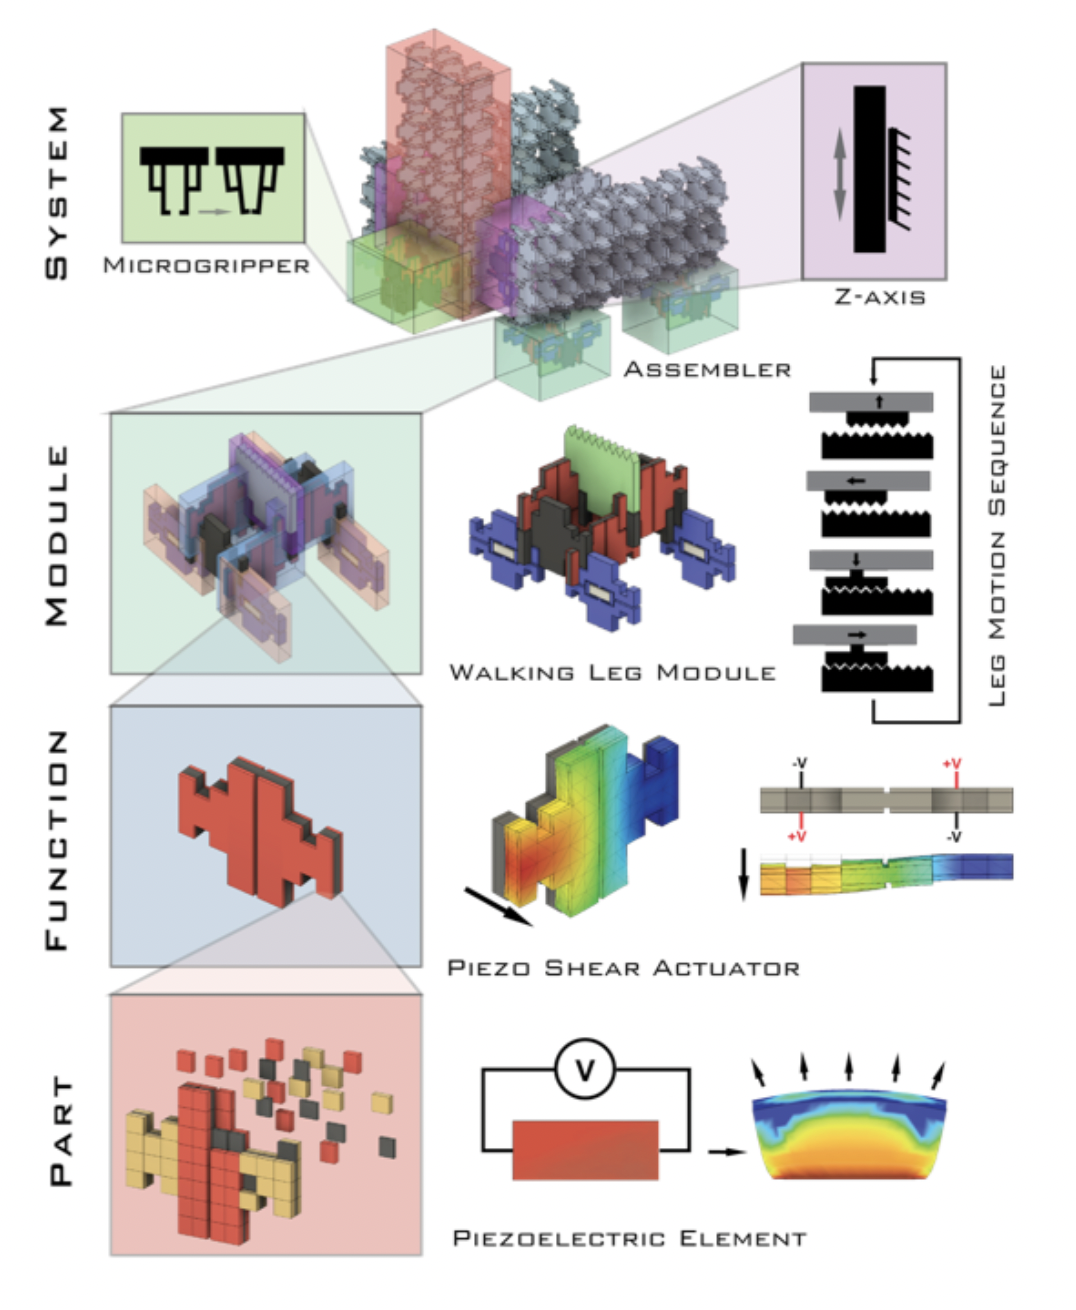 SYSTEM
MICROGRIPPER
Z-AXIS
ASSEMBLER
MODULE
WALKING LEG MODULE
LEG MOTION SEQUENCE
FUNCTION
-V
+V
+V
-V
PIEZO SHEAR ACTUATOR
PART
V
PIEZOELECTRIC ELEMENT